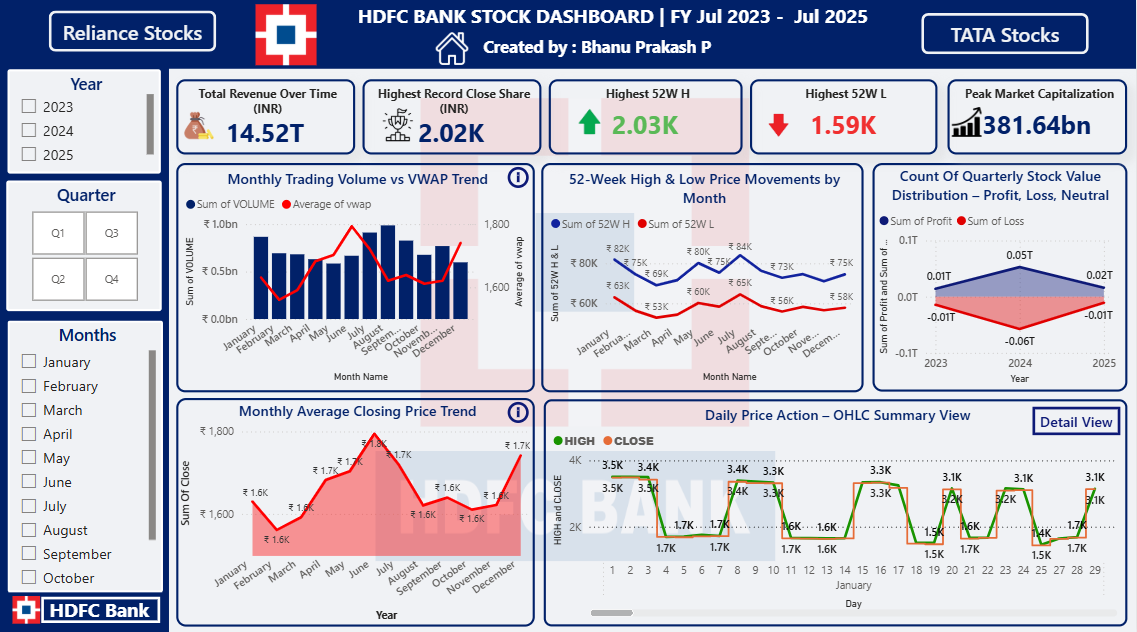 Reliance Stocks
HDFC BANK STOCK DASHBOARD | FY Jul 2023 - Jul 2025
Created by : Bhanu Prakash P
TATA Stocks
Year
2023
2024
2025
Quarter
Q1
Q3
Q2
Q4
Months
January
February
March
April
May
June
July
August
September
October
HDFC Bank
Total Revenue Over Time
(INR)
14.52T
Highest Record Close Share
(INR)
2.02K
Highest 52W H
2.03K
Highest 52W L
1.59K
Peak Market Capitalization
381.64bn
Monthly Trading Volume vs VWAP Trend
Sum of VOLUME
Average of vwap
Sum of VOLUME
₹ 1.0bn
₹ 0.5bn
₹ 0.0bn
1,800
1,600
Average of vwap
January
February
March
April
May
June
July
August
Septem...
October
Novemb...
December
Month Name
52-Week High & Low Price Movements by
Month
Sum of 52W H
Sum of 52W L
Sum of 52W H & L
₹ 80K
₹ 60K
₹ 82K
₹ 75K
₹ 69K
₹ 80K
₹ 75K
₹ 84K
₹ 73K
₹ 75K
₹ 63K
₹ 53K
₹ 60K
₹ 65K
₹ 56K
₹ 58K
January
Februa...
March
April
May
June
July
August
Septe...
October
Nove...
Decem...
Month Name
Count Of Quarterly Stock Value
Distribution – Profit, Loss, Neutral
Sum of Profit
Sum of Loss
Sum of Profit and Sum of ...
0.1T
0.0T
-0.1T
0.01T
0.05T
0.02T
-0.01T
-0.06T
-0.01T
2023
2024
2025
Year
Monthly Average Closing Price Trend
Sum Of Close
₹ 1,800
₹ 1,600
₹ 1.6K
₹ 1.6K
₹ 1.6K
₹ 1.7K
₹ 1.7K
₹ 1.8K
₹ 1.7K
₹ 1.6K
₹ 1.6K
₹ 1.6K
₹ 1.6K
₹ 1.7K
January
February
March
April
May
June
July
August
September
October
November
December
Year
Daily Price Action – OHLC Summary View
Detail View
HIGH
CLOSE
HIGH and CLOSE
4K
2K
3.5K
3.4K
3.4K
3.3K
3.3K
3.1K
3.1K
3.1K
3.5K
3.5K
3.4K
3.3K
3.3K
3.2K
3.2K
3.1K
1.7K
1.7K
1.6K
1.6K
1.5K
1.6K
1.4K
1.7K
1.7K
1.7K
1.7K
1.6K
1.5K
1.7K
1.5K
1.7K
1 2 3 4 5 6 7 8 9 10 11 12 13 14 15 16 17 18 19 20 21 22 23 24 25 27 28 29
January
Day
HDFC BANK